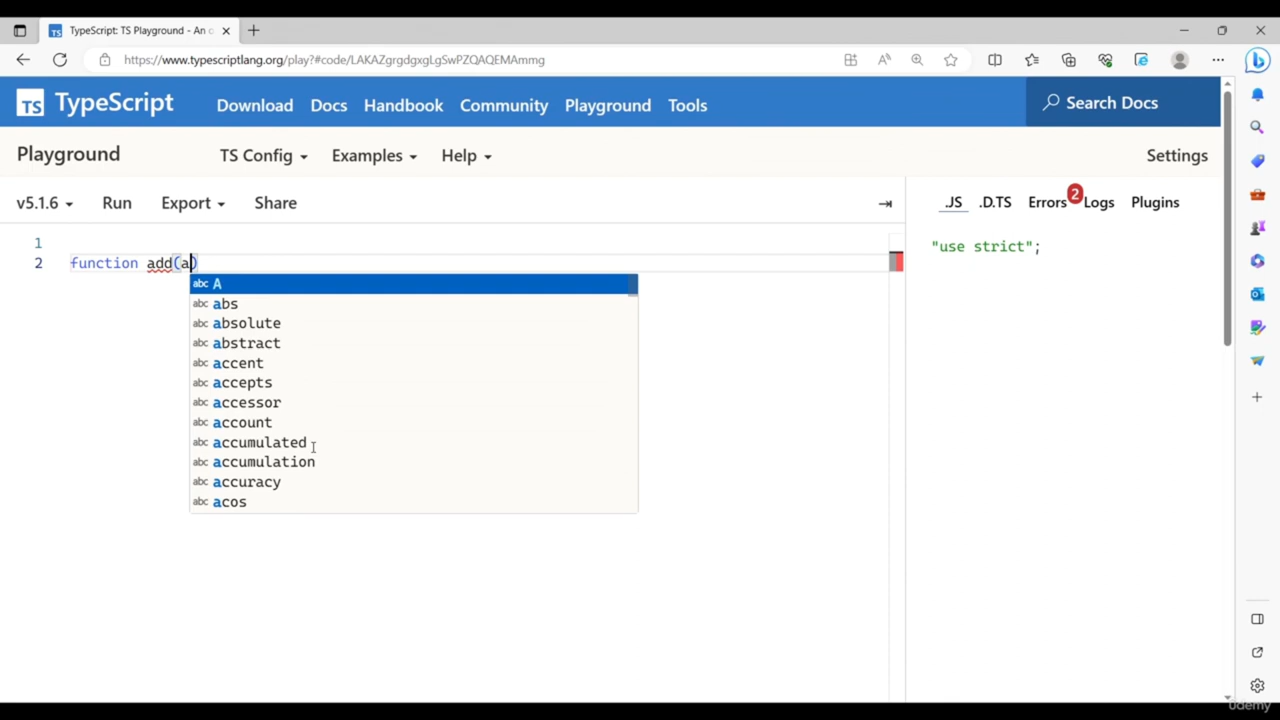 TypeScript: TS Playground - An o
https://www.typescriptlang.org/play?#code/LAKAZgrgdgxgLgSwPZQAQEMAmmg
TS TypeScript Download Docs Handbook Community Playground Tools Search Docs
Playground TS Config Examples Help Settings
v5.1.6 Run Export Share .JS .D.TS Errors 2 Logs Plugins
1
"use strict";
2 function add(a)
abc A
abc abs
abc absolute
abc abstract
abc accent
abc accepts
abc accessor
abc account
abc accumulated
abc accumulation
abc accuracy
abc acos
udemy